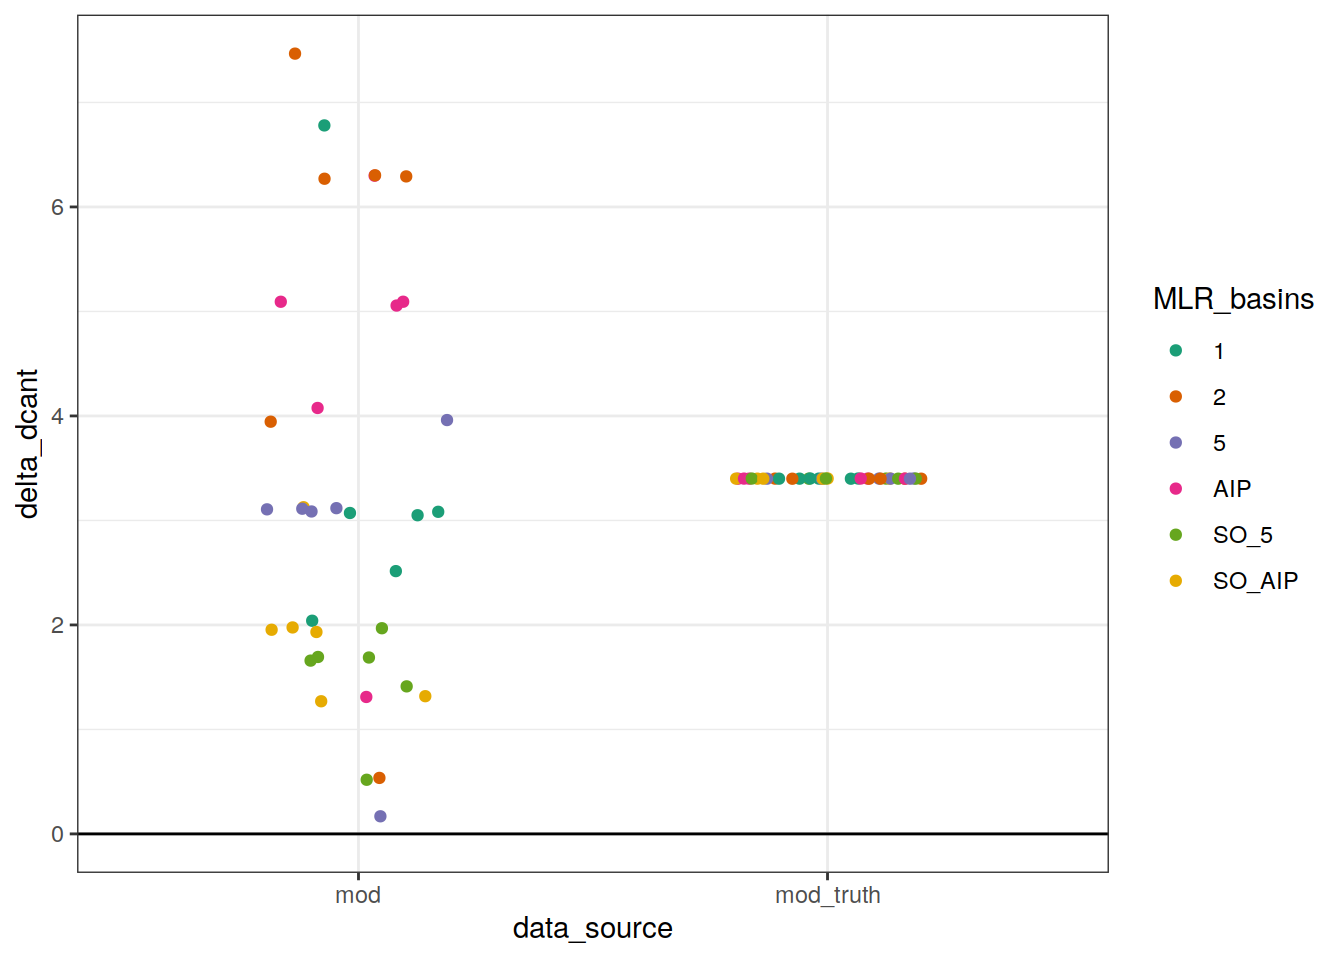 delta_dcant
6
4
2
0
mod
mod_truth
data_source
MLR_basins
1
2
5
AIP
SO_5
SO_AIP